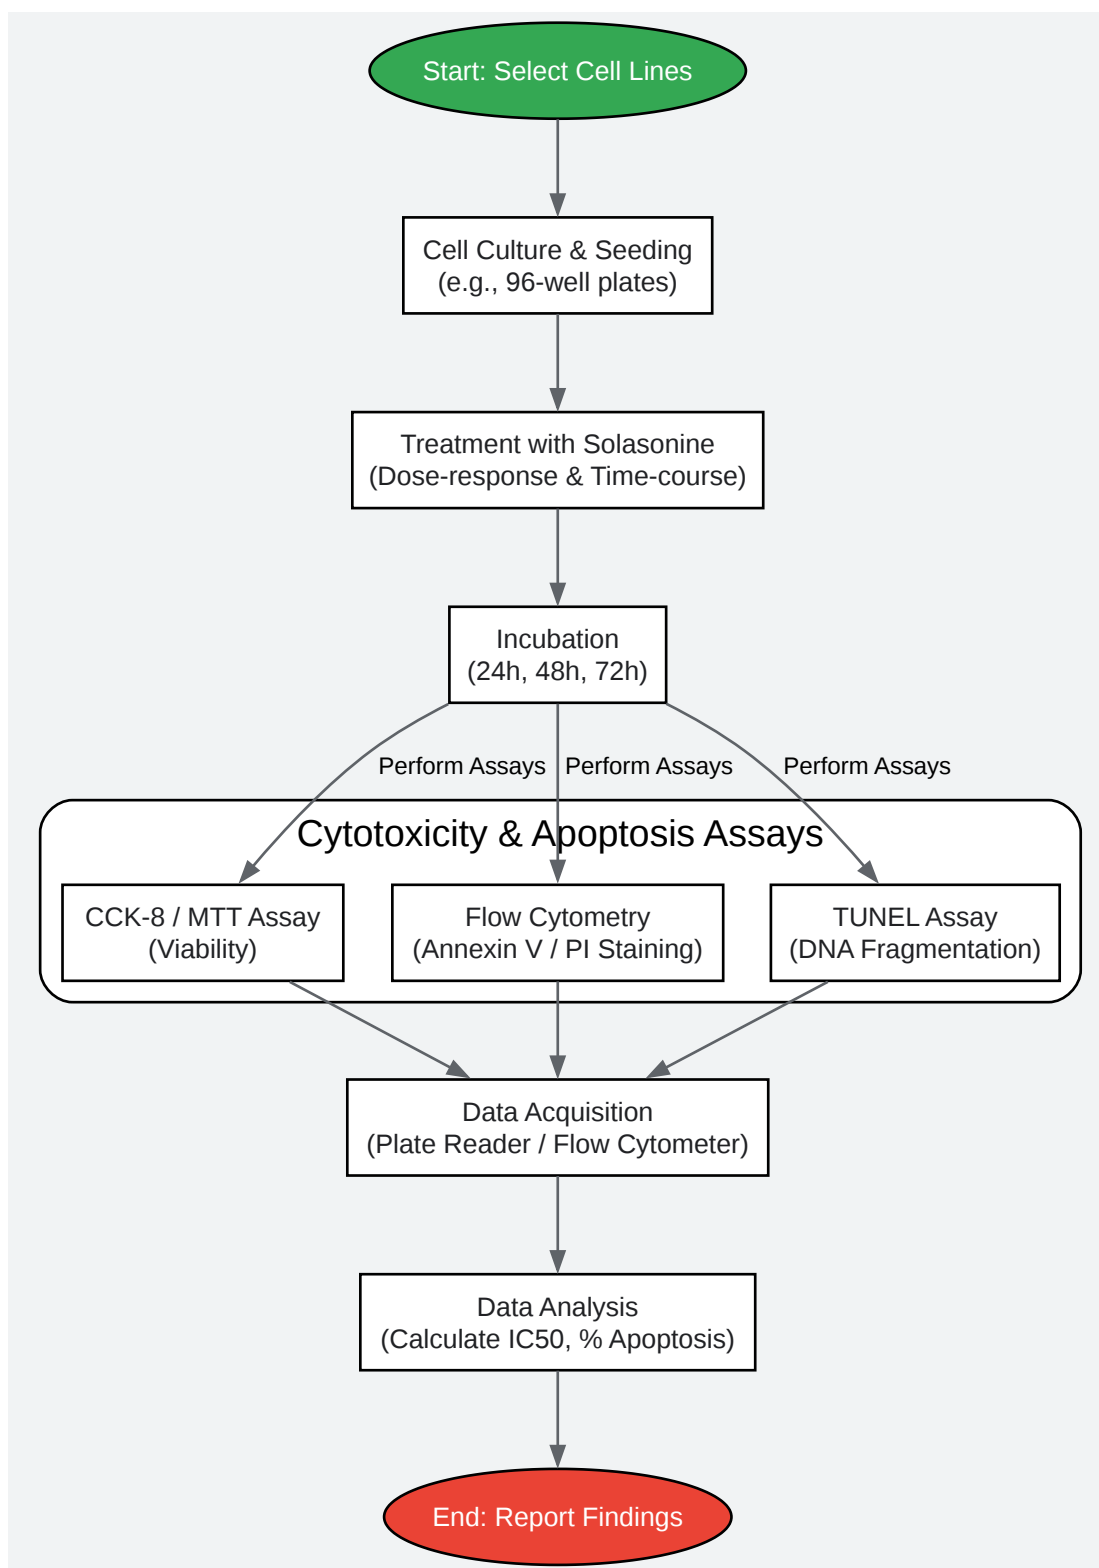 Start: Select Cell Lines
Cell Culture & Seeding
(e.g., 96-well plates)
Treatment with Solasonine
(Dose-response & Time-course)
Incubation
(24h, 48h, 72h)
Perform Assays
Perform Assays
Perform Assays
Cytotoxicity & Apoptosis Assays
CCK-8 / MTT Assay
(Viability)
Flow Cytometry
(Annexin V / PI Staining)
TUNEL Assay
(DNA Fragmentation)
Data Acquisition
(Plate Reader / Flow Cytometer)
Data Analysis
(Calculate IC50, % Apoptosis)
End: Report Findings